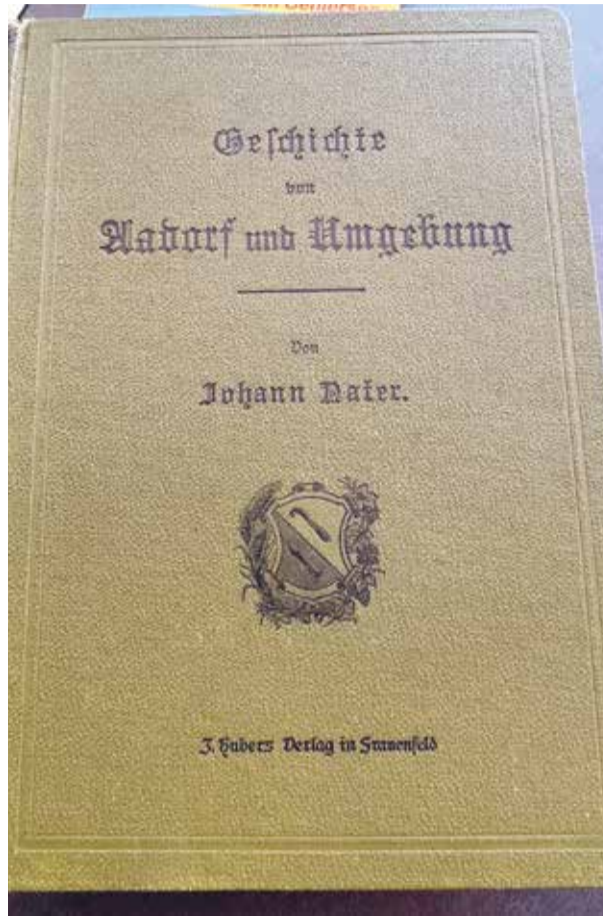 Geschichte
von
Aadorf und Umgebung
Von
Johann Nater.
J. Hubers Verlag in Frauenfeld